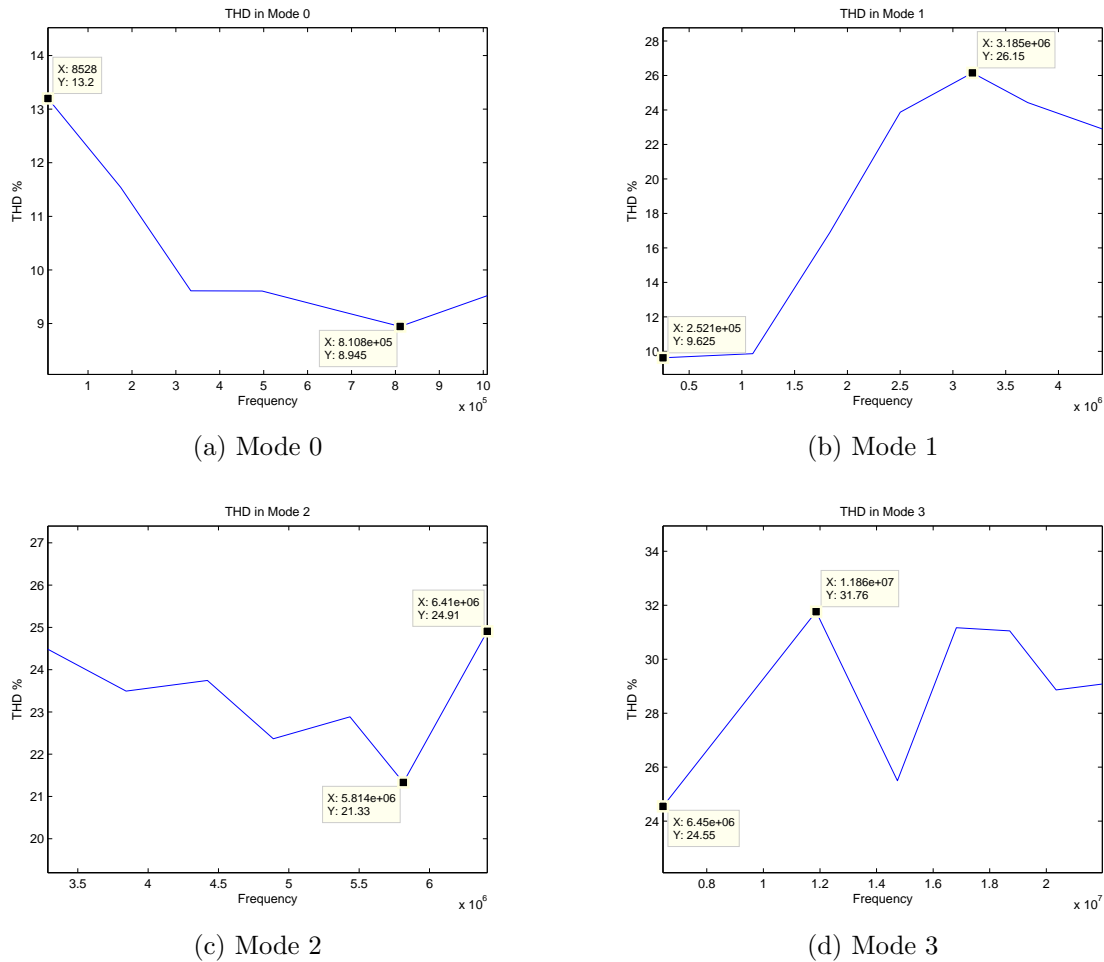 THD in Mode 0
14
13
12
11
10
9
THD %
X: 8528
Y: 13.2
X: 8.108e+05
Y: 8.945
1 2 3 4 5 6 7 8 9 10
x 10^5
Frequency
(a) Mode 0
THD in Mode 1
28
26
24
22
20
18
16
14
12
10
THD %
X: 3.185e+06
Y: 26.15
X: 2.521e+05
Y: 9.625
0.5 1 1.5 2 2.5 3 3.5 4
x 10^6
Frequency
(b) Mode 1
THD in Mode 2
27
26
25
24
23
22
21
20
THD %
X: 6.41e+06
Y: 24.91
X: 5.814e+06
Y: 21.33
3.5 4 4.5 5 5.5 6
x 10^6
Frequency
(c) Mode 2
THD in Mode 3
34
32
30
28
26
24
THD %
X: 1.186e+07
Y: 31.76
X: 6.45e+06
Y: 24.55
0.8 1 1.2 1.4 1.6 1.8 2
x 10^7
Frequency
(d) Mode 3